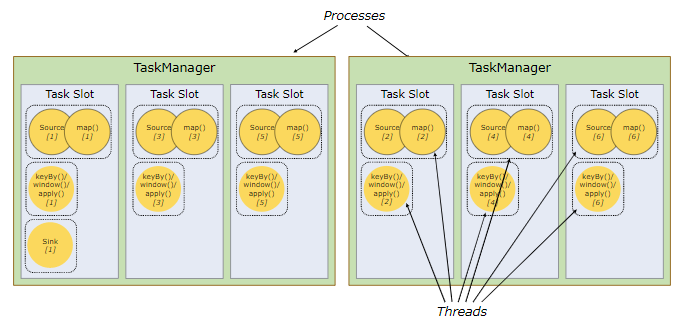 Processes
TaskManager
Task Slot
Source
[1]
map()
[1]
keyBy()/
window()/
apply()
[1]
Sink
[1]
Task Slot
Source
[3]
map()
[3]
keyBy()/
window()/
apply()
[3]
Task Slot
Source
[5]
map()
[5]
keyBy()/
window()/
apply()
[5]
TaskManager
Task Slot
Source
[2]
map()
[2]
keyBy()/
window()/
apply()
[2]
Task Slot
Source
[4]
map()
[4]
keyBy()/
window()/
apply()
[4]
Task Slot
Source
[6]
map()
[6]
keyBy()/
window()/
apply()
[6]
Threads